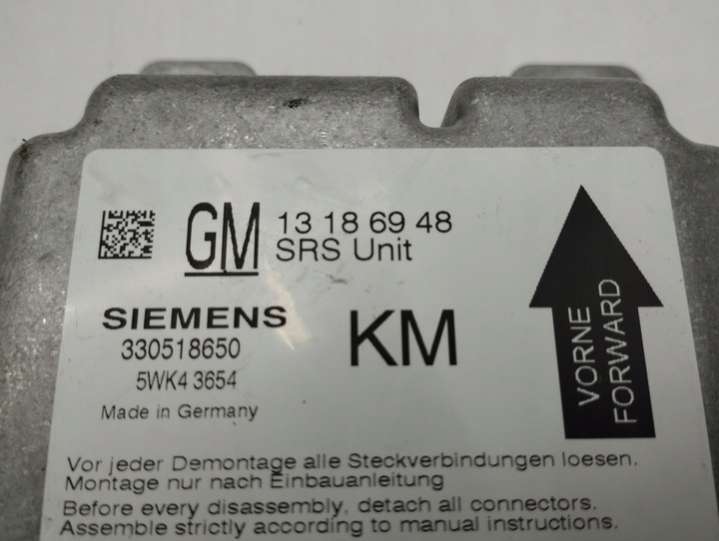 GM 13 18 69 48
SRS Unit
SIEMENS
330518650
5WK4 3654
Made in Germany
KM
VORNE
FORWARD
Vor jeder Demontage alle Steckverbindungen loesen.
Montage nur nach Einbauanleitung
Before every disassembly, detach all connectors.
Assemble strictly according to manual instructions.